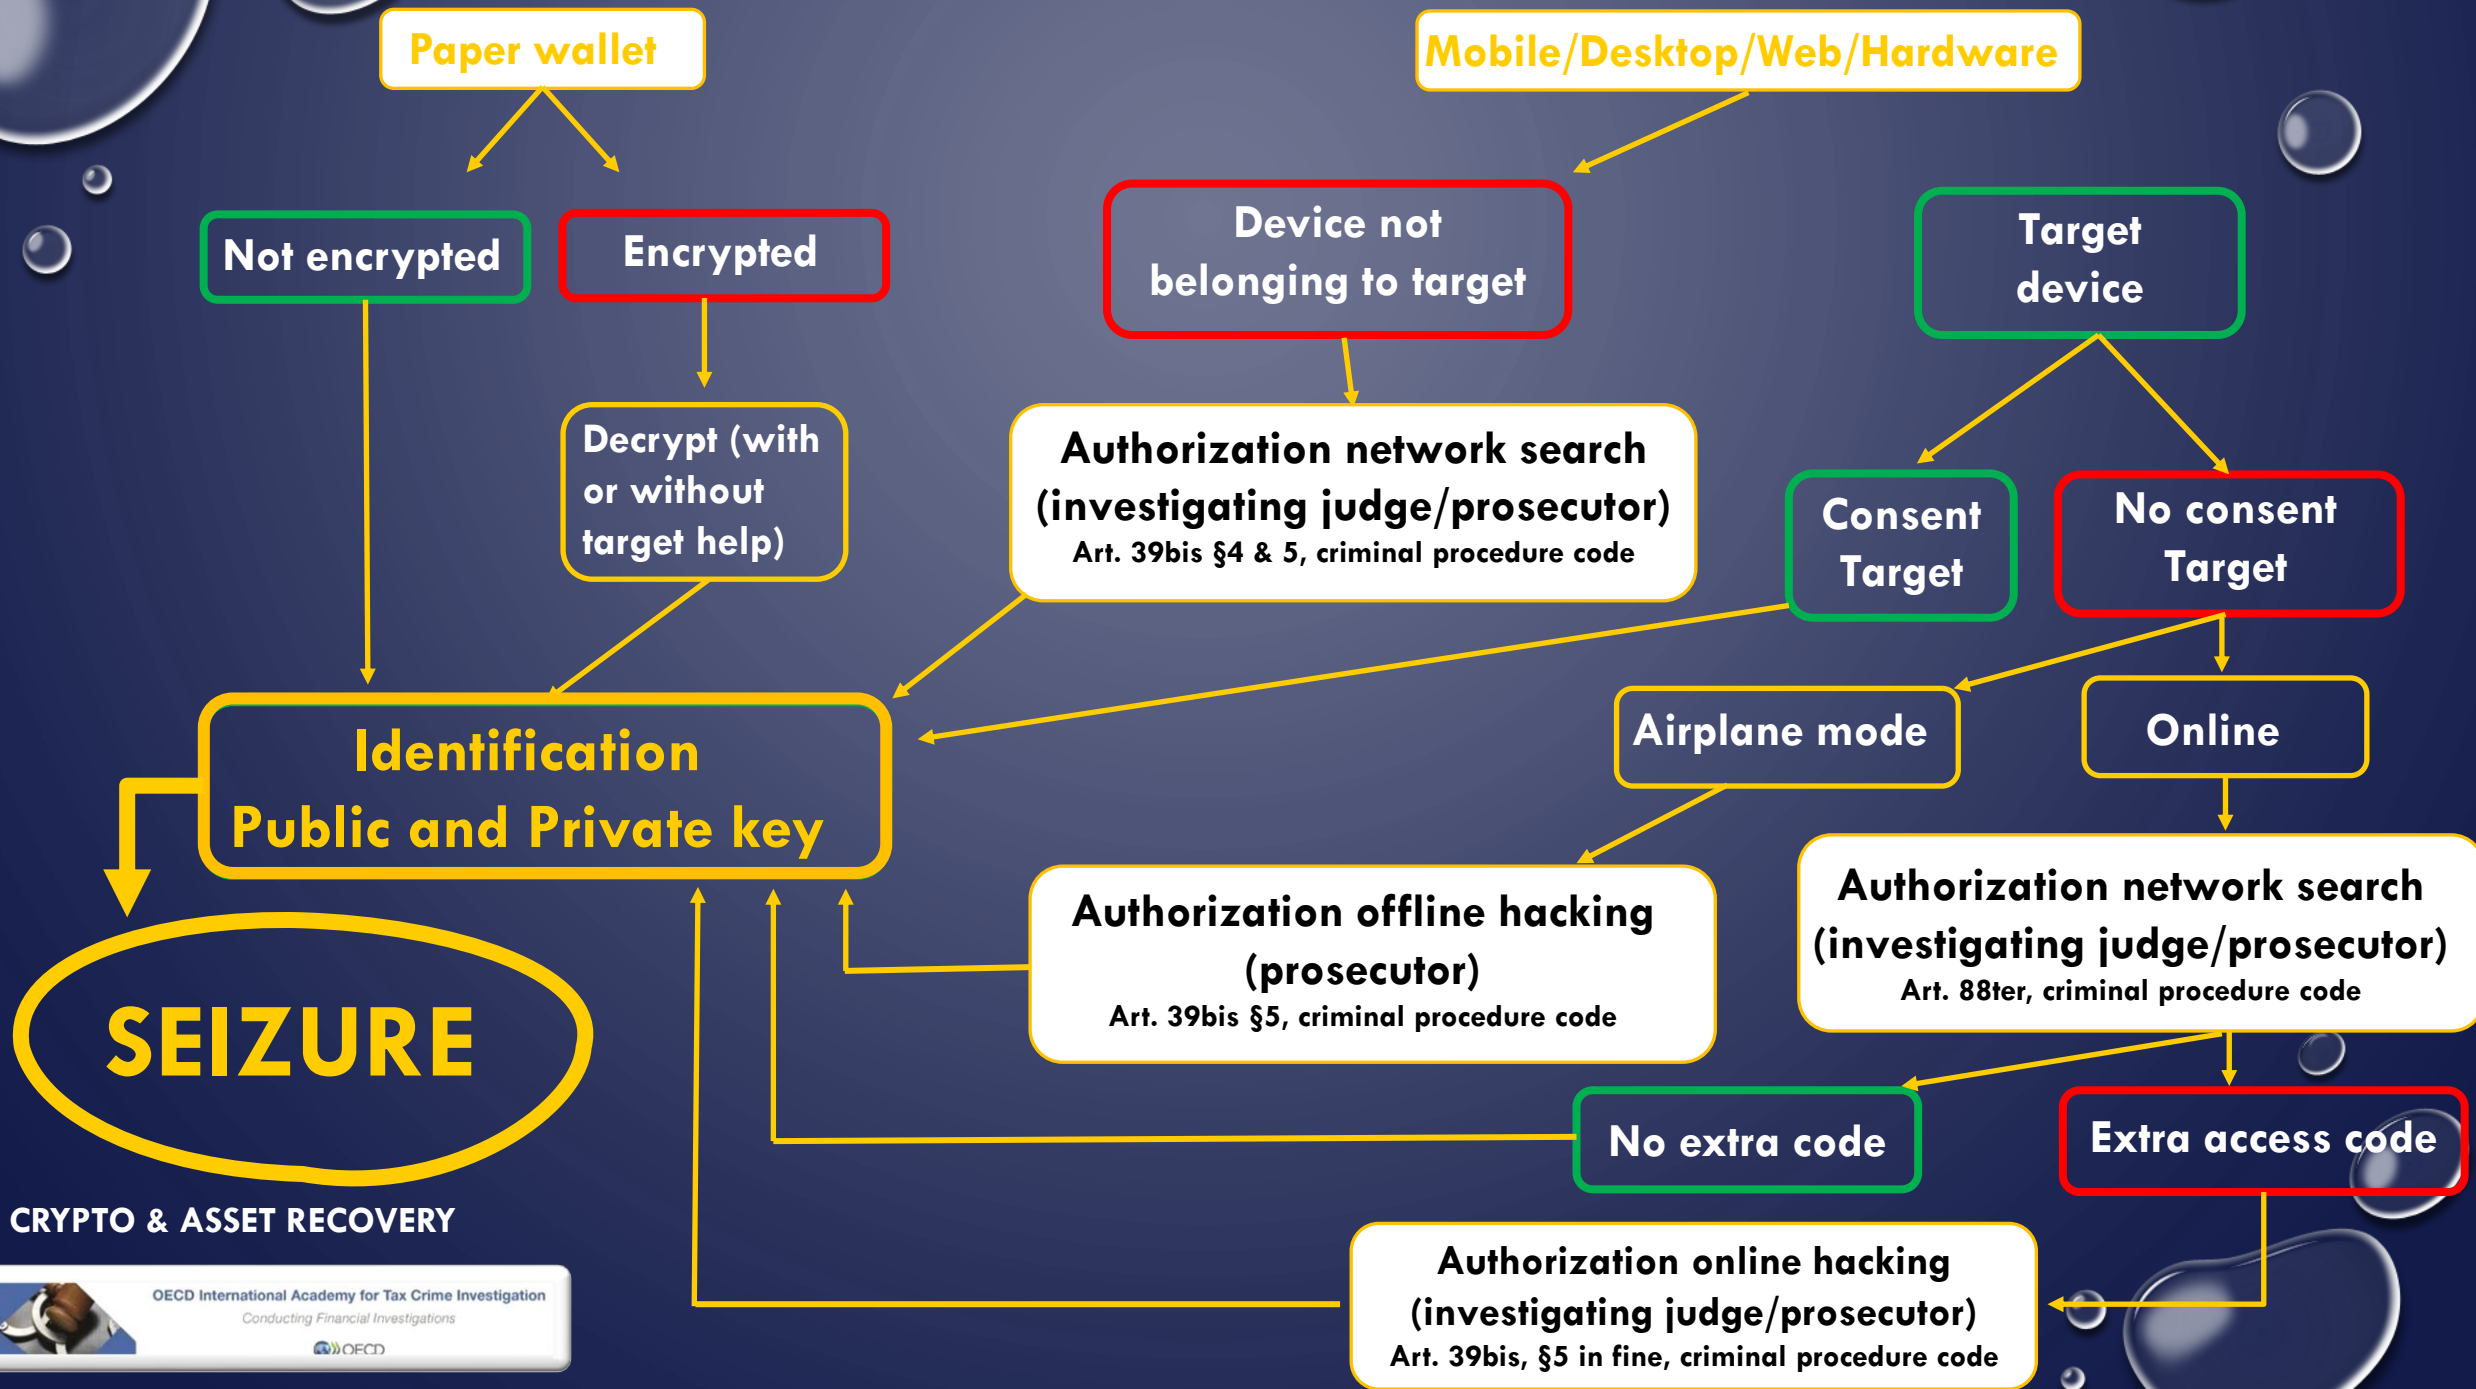 Paper wallet
Mobile/Desktop/Web/Hardware
Not encrypted
Encrypted
Device not
belonging to target
Target
device
Decrypt (with
or without
target help)
Authorization network search
(investigating judge/prosecutor)
Art. 39bis §4 & 5, criminal procedure code
Consent
Target
No consent
Target
Identification
Public and Private key
Airplane mode
Online
Authorization offline hacking
(prosecutor)
Art. 39bis §5, criminal procedure code
Authorization network search
(investigating judge/prosecutor)
Art. 88ter, criminal procedure code
SEIZURE
No extra code
Extra access code
CRYPTO & ASSET RECOVERY
Authorization online hacking
(investigating judge/prosecutor)
Art. 39bis, §5 in fine, criminal procedure code
OECD International Academy for Tax Crime Investigation
Conducting Financial Investigations
OECD